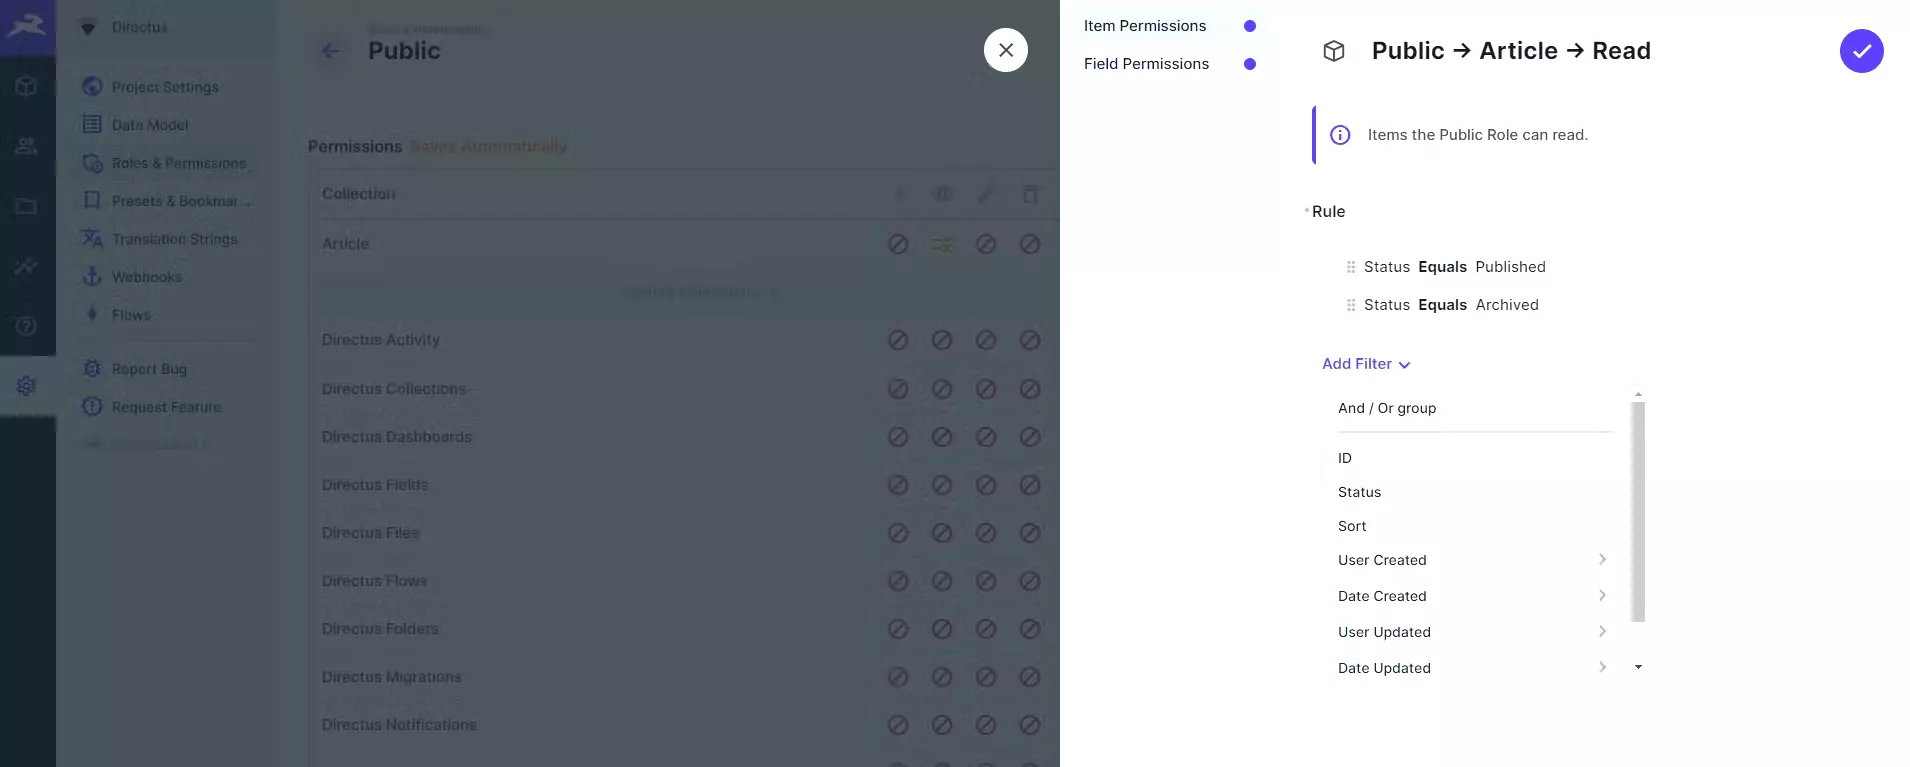 Directus
Project Settings
Data Model
Roles & Permissions
Presets & Bookmar...
Translation Strings
Webhooks
Flows
Report Bug
Request Feature
Public
Permissions Saves Automatically
Collection
Article
Directus Activity
Directus Collections
Directus Dashboards
Directus Fields
Directus Files
Directus Flows
Directus Folders
Directus Migrations
Directus Notifications
Item Permissions
Field Permissions
Public → Article → Read
Items the Public Role can read.
Rule
Status Equals Published
Status Equals Archived
Add Filter
And / Or group
ID
Status
Sort
User Created
Date Created
User Updated
Date Updated